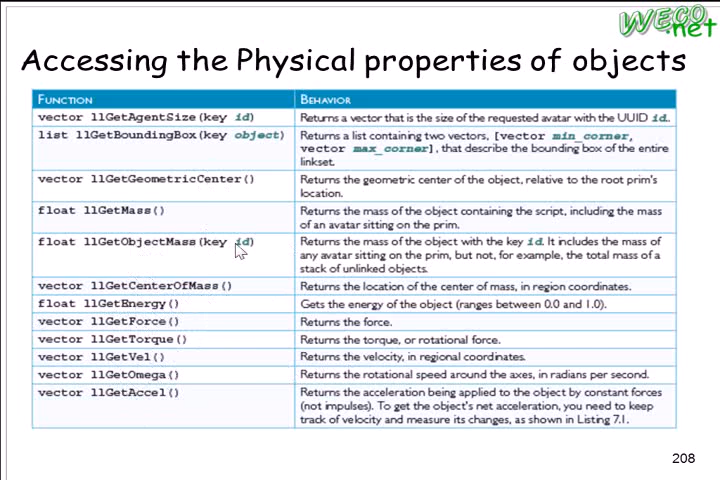 WECO.net
Accessing the Physical properties of objects
FUNCTION BEHAVIOR
vector llGetAgentSize(key id) Returns a vector that is the size of the requested avatar with the UUID id.
list llGetBoundingBox(key object) Returns a list containing two vectors, [vector min_corner,
vector max_corner], that describe the bounding box of the entire
linkset.
vector llGetGeometricCenter() Returns the geometric center of the object, relative to the root prim's
location.
float llGetMass() Returns the mass of the object containing the script, including the mass
of an avatar sitting on the prim.
float llGetObjectMass(key id) Returns the mass of the object with the key id. It includes the mass of
any avatar sitting on the prim, but not, for example, the total mass of a
stack of unlinked objects.
vector llGetCenterOfMass() Returns the location of the center of mass, in region coordinates.
float llGetEnergy() Gets the energy of the object (ranges between 0.0 and 1.0).
vector llGetForce() Returns the force.
vector llGetTorque() Returns the torque, or rotational force.
vector llGetVel() Returns the velocity, in regional coordinates.
vector llGetOmega() Returns the rotational speed around the axes, in radians per second.
vector llGetAccel() Returns the acceleration being applied to the object by constant forces
(not impulses). To get the object's net acceleration, you need to keep
track of velocity and measure its changes, as shown in Listing 7.1.
208